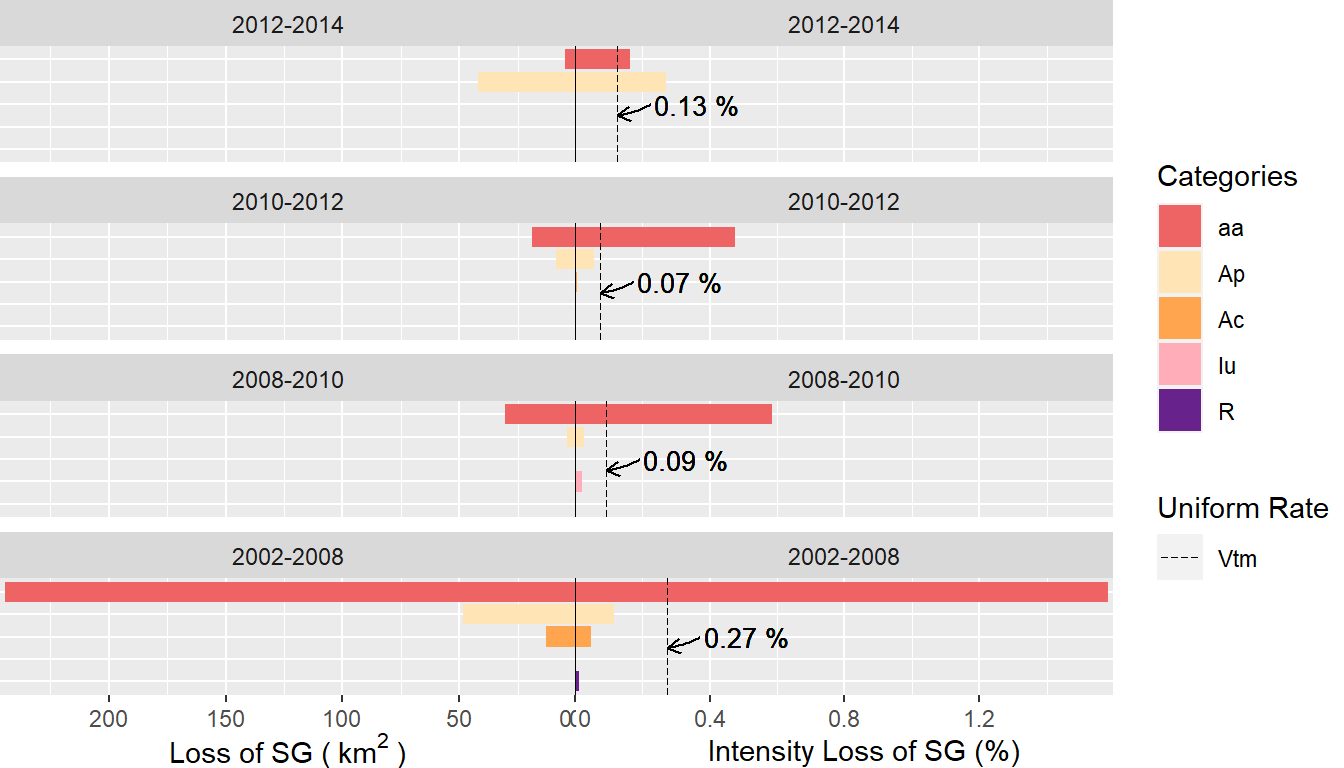 2012-2014 2012-2014
0.13 %
2010-2012 2010-2012
0.07 %
2008-2010 2008-2010
0.09 %
2002-2008 2002-2008
0.27 %
200 150 100 50 0 0.0 0.4 0.8 1.2
Loss of SG ( km² ) Intensity Loss of SG (%)
Categories
aa
Ap
Ac
Iu
R
Uniform Rate
Vtm